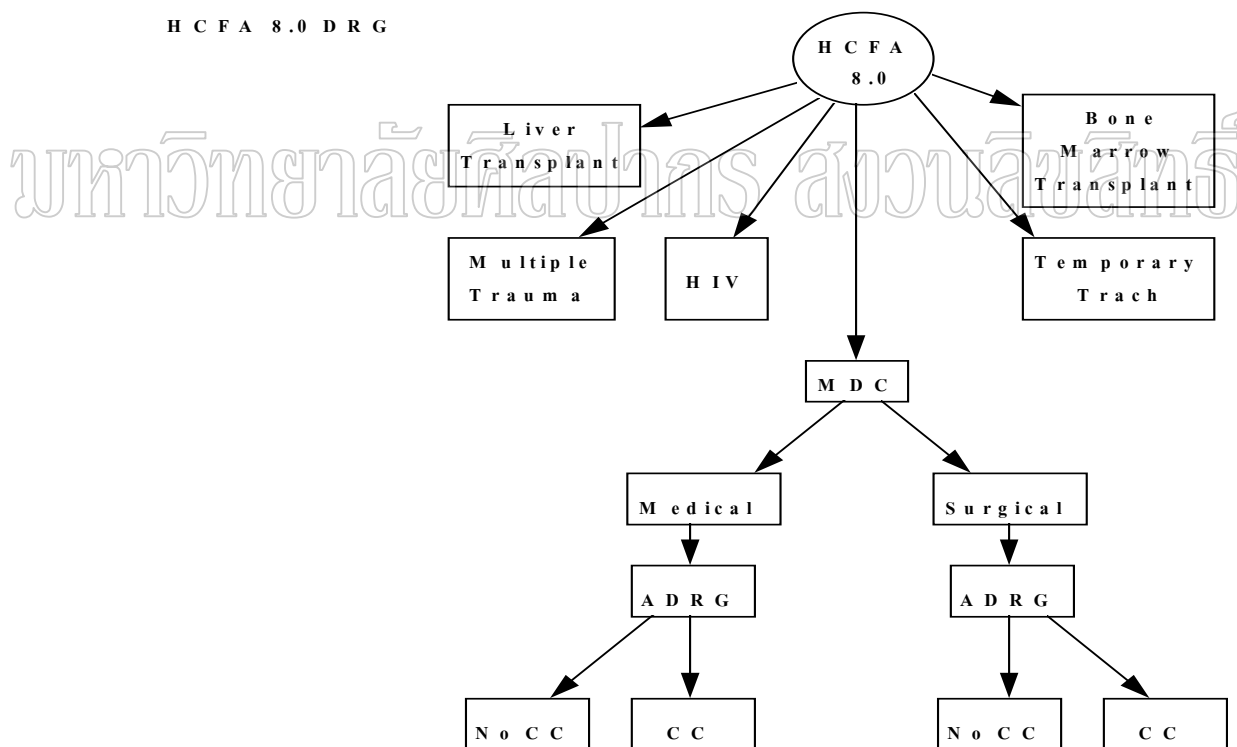 HCFA 8.0 DRG
HCFA
8.0
Liver
Transplant
Bone
Marrow
Transplant
มหาวิทยาลัยศิลปากร สงวนลิขสิทธิ์
Multiple
Trauma
HIV
Temporary
Trach
MDC
Medical
Surgical
ADRG
ADRG
No CC
CC
No CC
CC